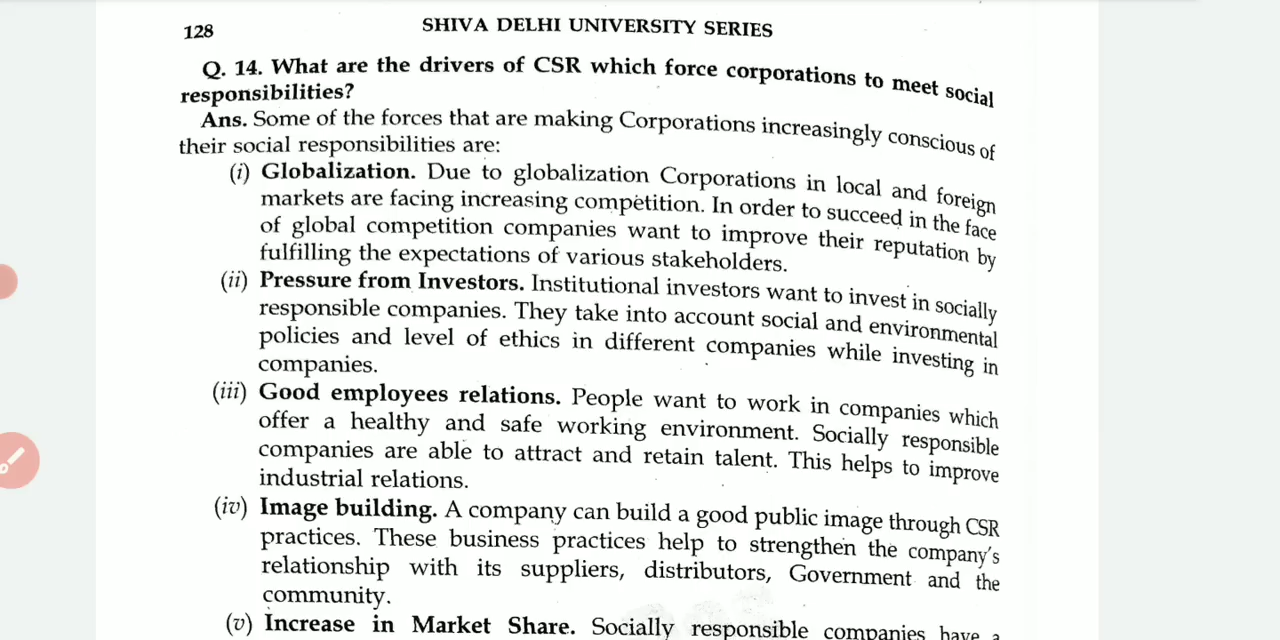 128
SHIVA DELHI UNIVERSITY SERIES
Q. 14. What are the drivers of CSR which force corporations to meet social
responsibilities?
Ans. Some of the forces that are making Corporations increasingly conscious of
their social responsibilities are:
(i) Globalization. Due to globalization Corporations in local and foreign
markets are facing increasing competition. In order to succeed in the face
of global competition companies want to improve their reputation by
fulfilling the expectations of various stakeholders.
(ii) Pressure from Investors. Institutional investors want to invest in socially
responsible companies. They take into account social and environmental
policies and level of ethics in different companies while investing in
companies.
(iii) Good employees relations. People want to work in companies which
offer a healthy and safe working environment. Socially responsible
companies are able to attract and retain talent. This helps to improve
industrial relations.
(iv) Image building. A company can build a good public image through CSR
practices. These business practices help to strengthen the company's
relationship with its suppliers, distributors, Government and the
community.
(v) Increase in Market Share. Socially responsible companies have a